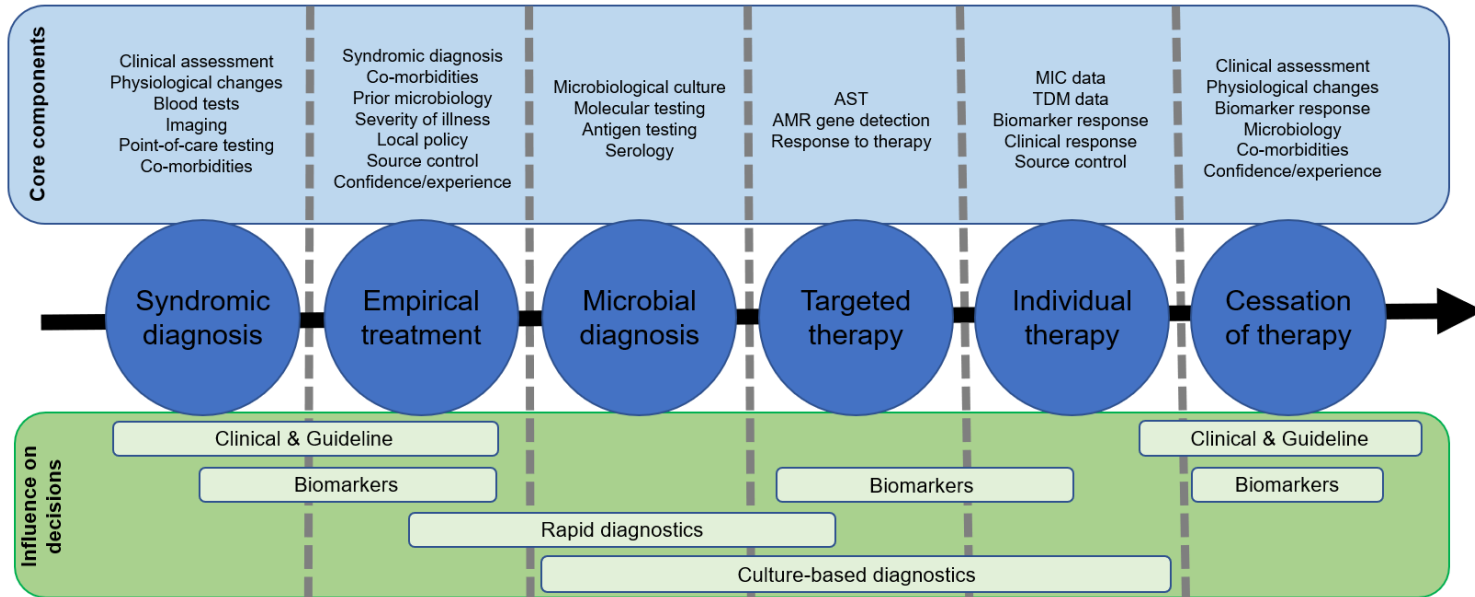 Core components
Clinical assessment
Physiological changes
Blood tests
Imaging
Point-of-care testing
Co-morbidities
Syndromic diagnosis
Co-morbidities
Prior microbiology
Severity of illness
Local policy
Source control
Confidence/experience
Microbiological culture
Molecular testing
Antigen testing
Serology
AST
AMR gene detection
Response to therapy
MIC data
TDM data
Biomarker response
Clinical response
Source control
Clinical assessment
Physiological changes
Biomarker response
Microbiology
Co-morbidities
Confidence/experience
Syndromic
diagnosis
Empirical
treatment
Microbial
diagnosis
Targeted
therapy
Individual
therapy
Cessation
of therapy
Influence on
decisions
Clinical & Guideline
Clinical & Guideline
Biomarkers
Biomarkers
Biomarkers
Rapid diagnostics
Culture-based diagnostics